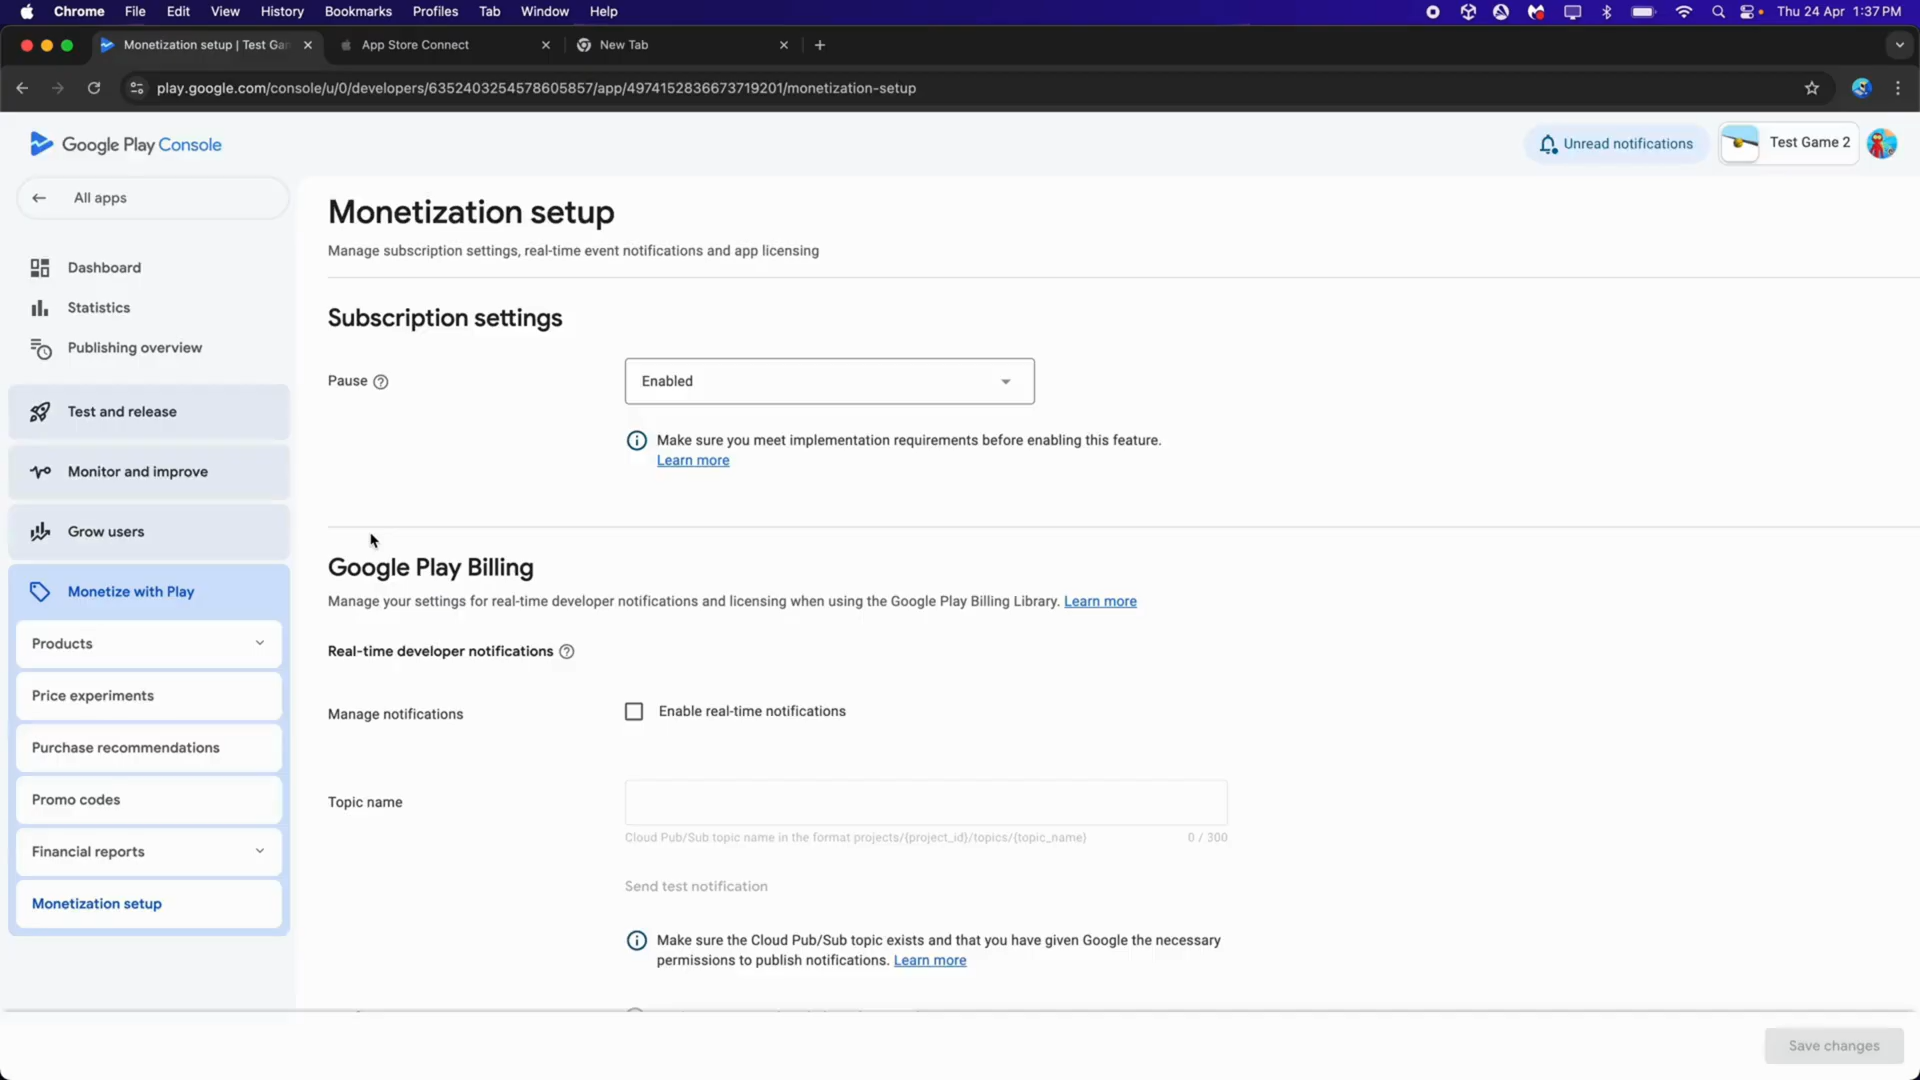 Chrome File Edit View History Bookmarks Profiles Tab Window Help Thu 24 Apr 1:37 PM
Monetization setup | Test Gar App Store Connect New Tab
play.google.com/console/u/0/developers/6352403254578605857/app/4974152836673719201/monetization-setup
Google Play Console
Unread notifications
Test Game 2
All apps
Dashboard
Statistics
Publishing overview
Test and release
Monitor and improve
Grow users
Monetize with Play
Products
Price experiments
Purchase recommendations
Promo codes
Financial reports
Monetization setup
Monetization setup
Manage subscription settings, real-time event notifications and app licensing
Subscription settings
Pause
Enabled
Make sure you meet implementation requirements before enabling this feature.
Learn more
Google Play Billing
Manage your settings for real-time developer notifications and licensing when using the Google Play Billing Library. Learn more
Real-time developer notifications
Manage notifications
Enable real-time notifications
Topic name
Cloud Pub/Sub topic name in the format projects/{project_id}/topics/{topic_name} 0 / 300
Send test notification
Make sure the Cloud Pub/Sub topic exists and that you have given Google the necessary
permissions to publish notifications. Learn more
Save changes